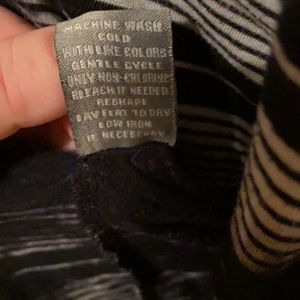 MACHINE WASH
COLD
WITH LIKE COLORS
GENTLE CYCLE
ONLY NON-CHLORINE
BLEACH IF NEEDED
RESHAPE
LAY FLAT TO DRY
LOW IRON
IF NECESSARY